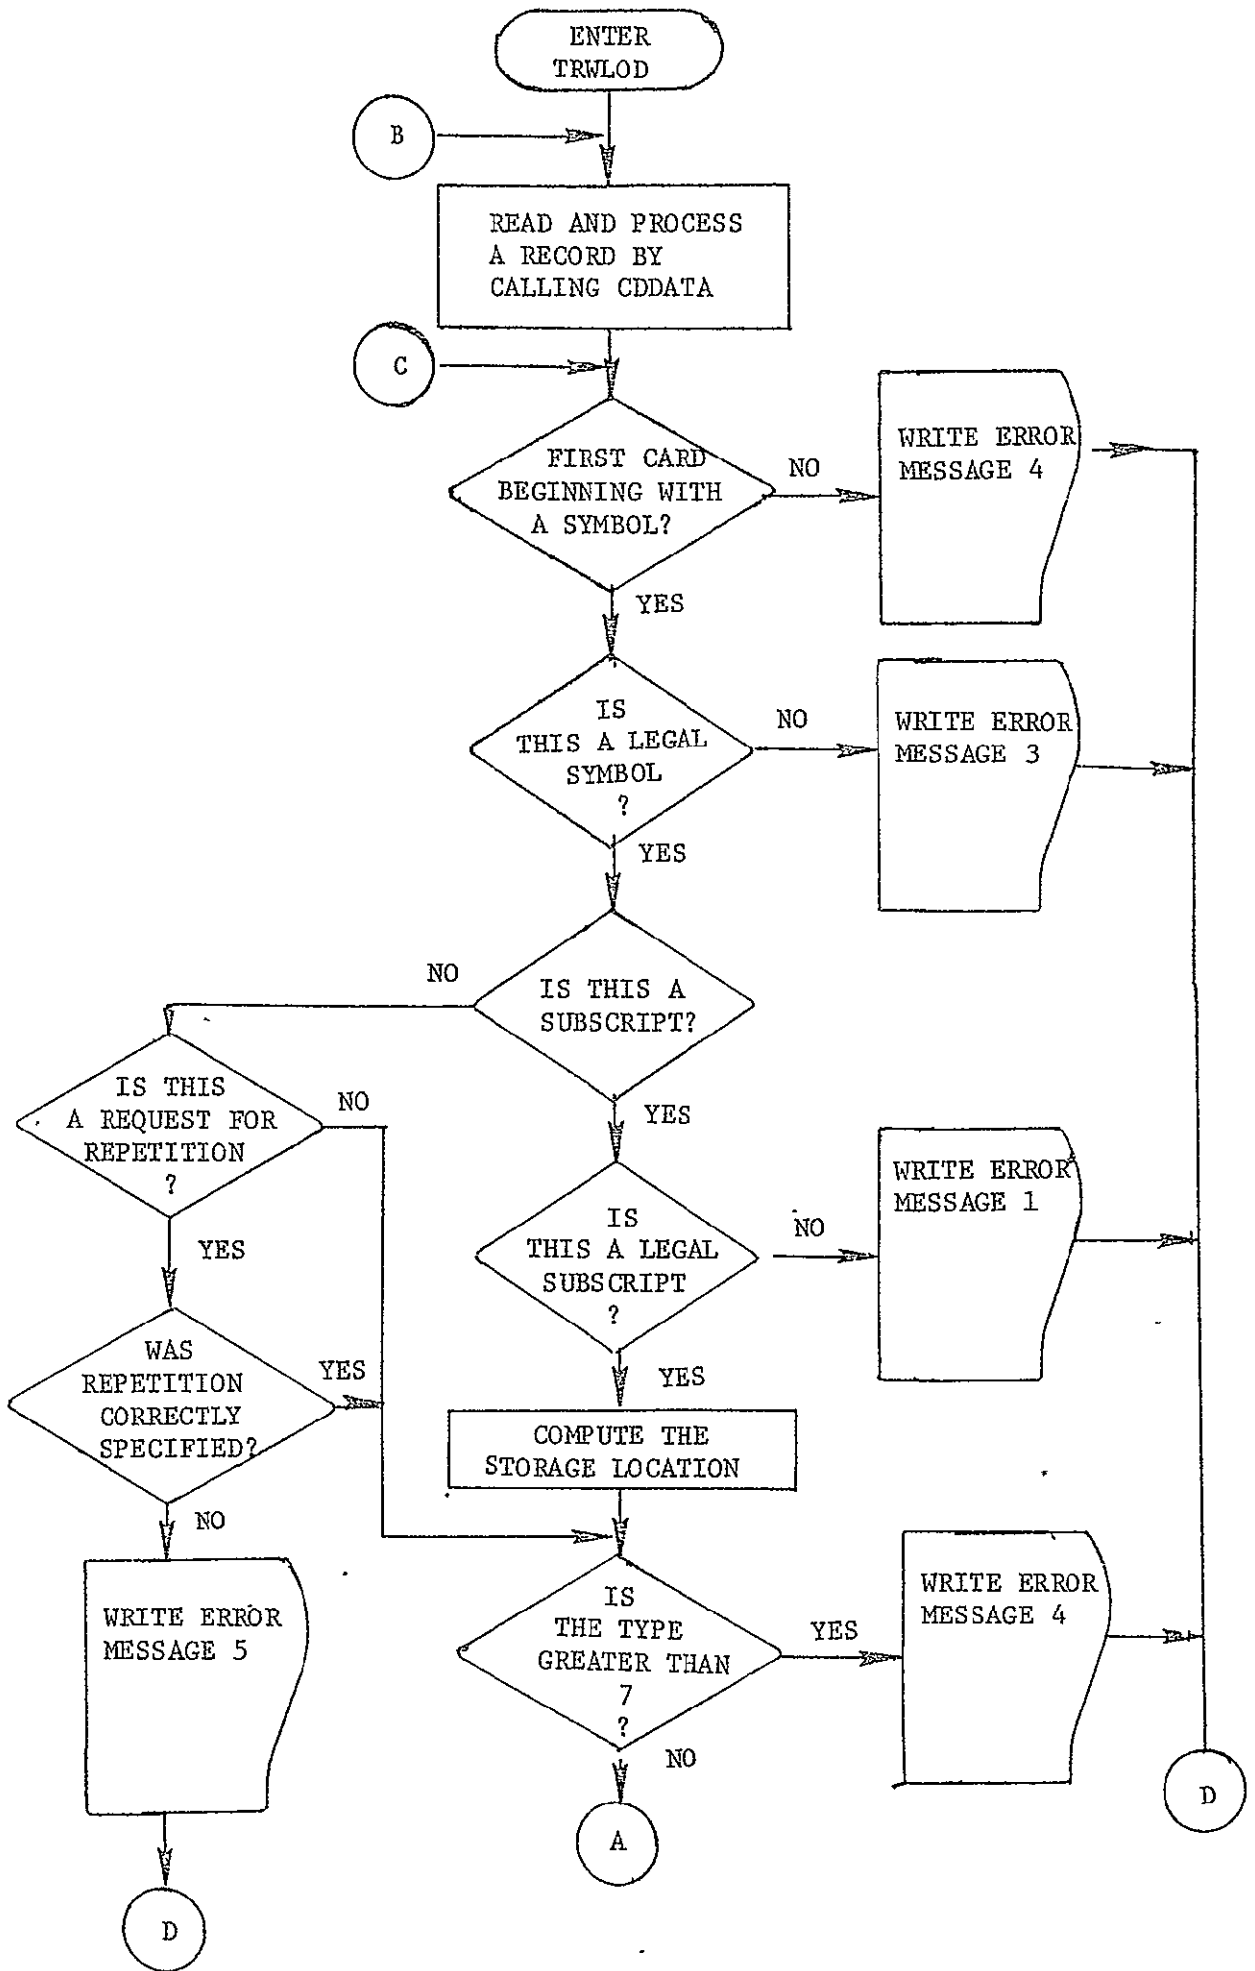 ENTER
TRWLOD
B
READ AND PROCESS
A RECORD BY
CALLING CDDATA
C
FIRST CARD
BEGINNING WITH
A SYMBOL?
NO
WRITE ERROR
MESSAGE 4
YES
IS
THIS A LEGAL
SYMBOL
?
NO
WRITE ERROR
MESSAGE 3
YES
IS THIS A
SUBSCRIPT?
NO
IS THIS
A REQUEST FOR
REPETITION
?
NO
YES
IS
THIS A LEGAL
SUBSCRIPT
?
NO
WRITE ERROR
MESSAGE 1
YES
WAS
REPETITION
CORRECTLY
SPECIFIED?
YES
YES
COMPUTE THE
STORAGE LOCATION
NO
WRITE ERROR
MESSAGE 5
IS
THE TYPE
GREATER THAN
7
?
YES
WRITE ERROR
MESSAGE 4
NO
A
D
D